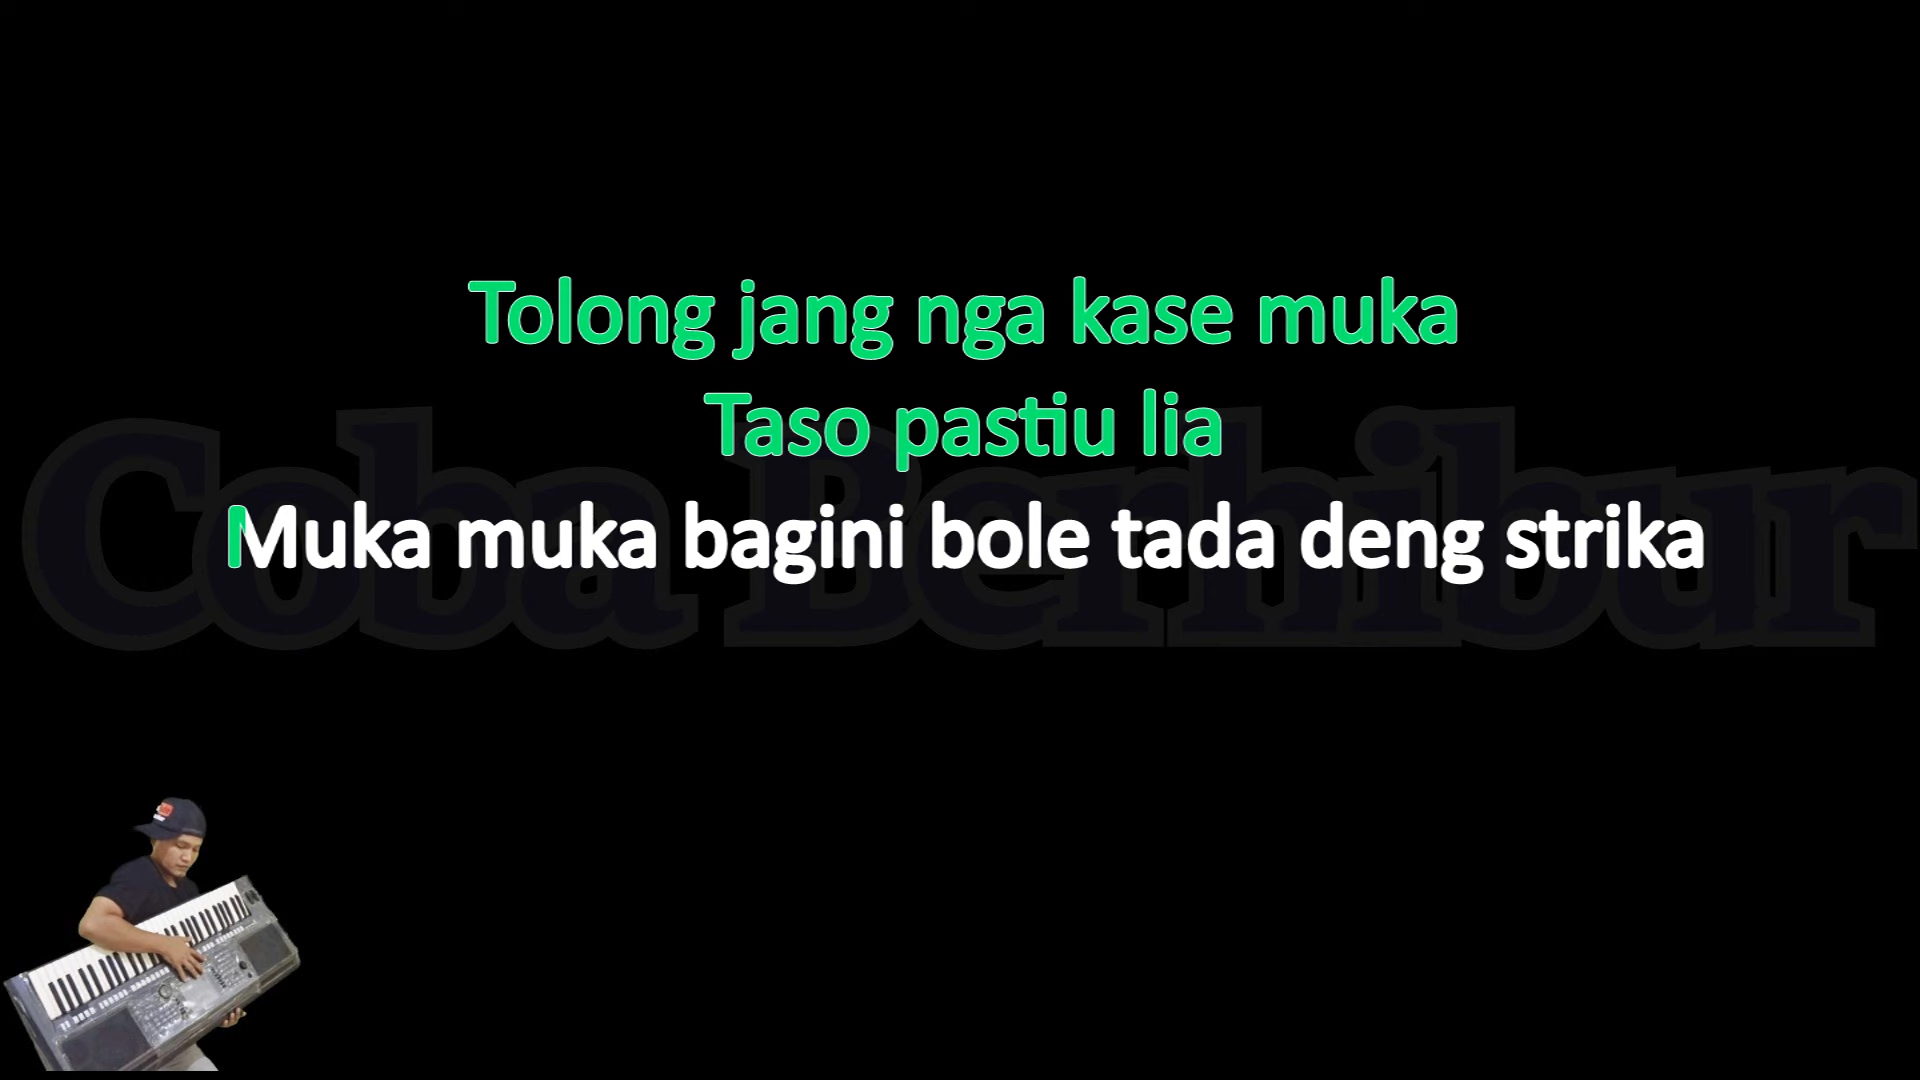 Tolong jang nga kase muka
Taso pastiu lia
Muka muka bagini bole tada deng strika
Coba Berhibur